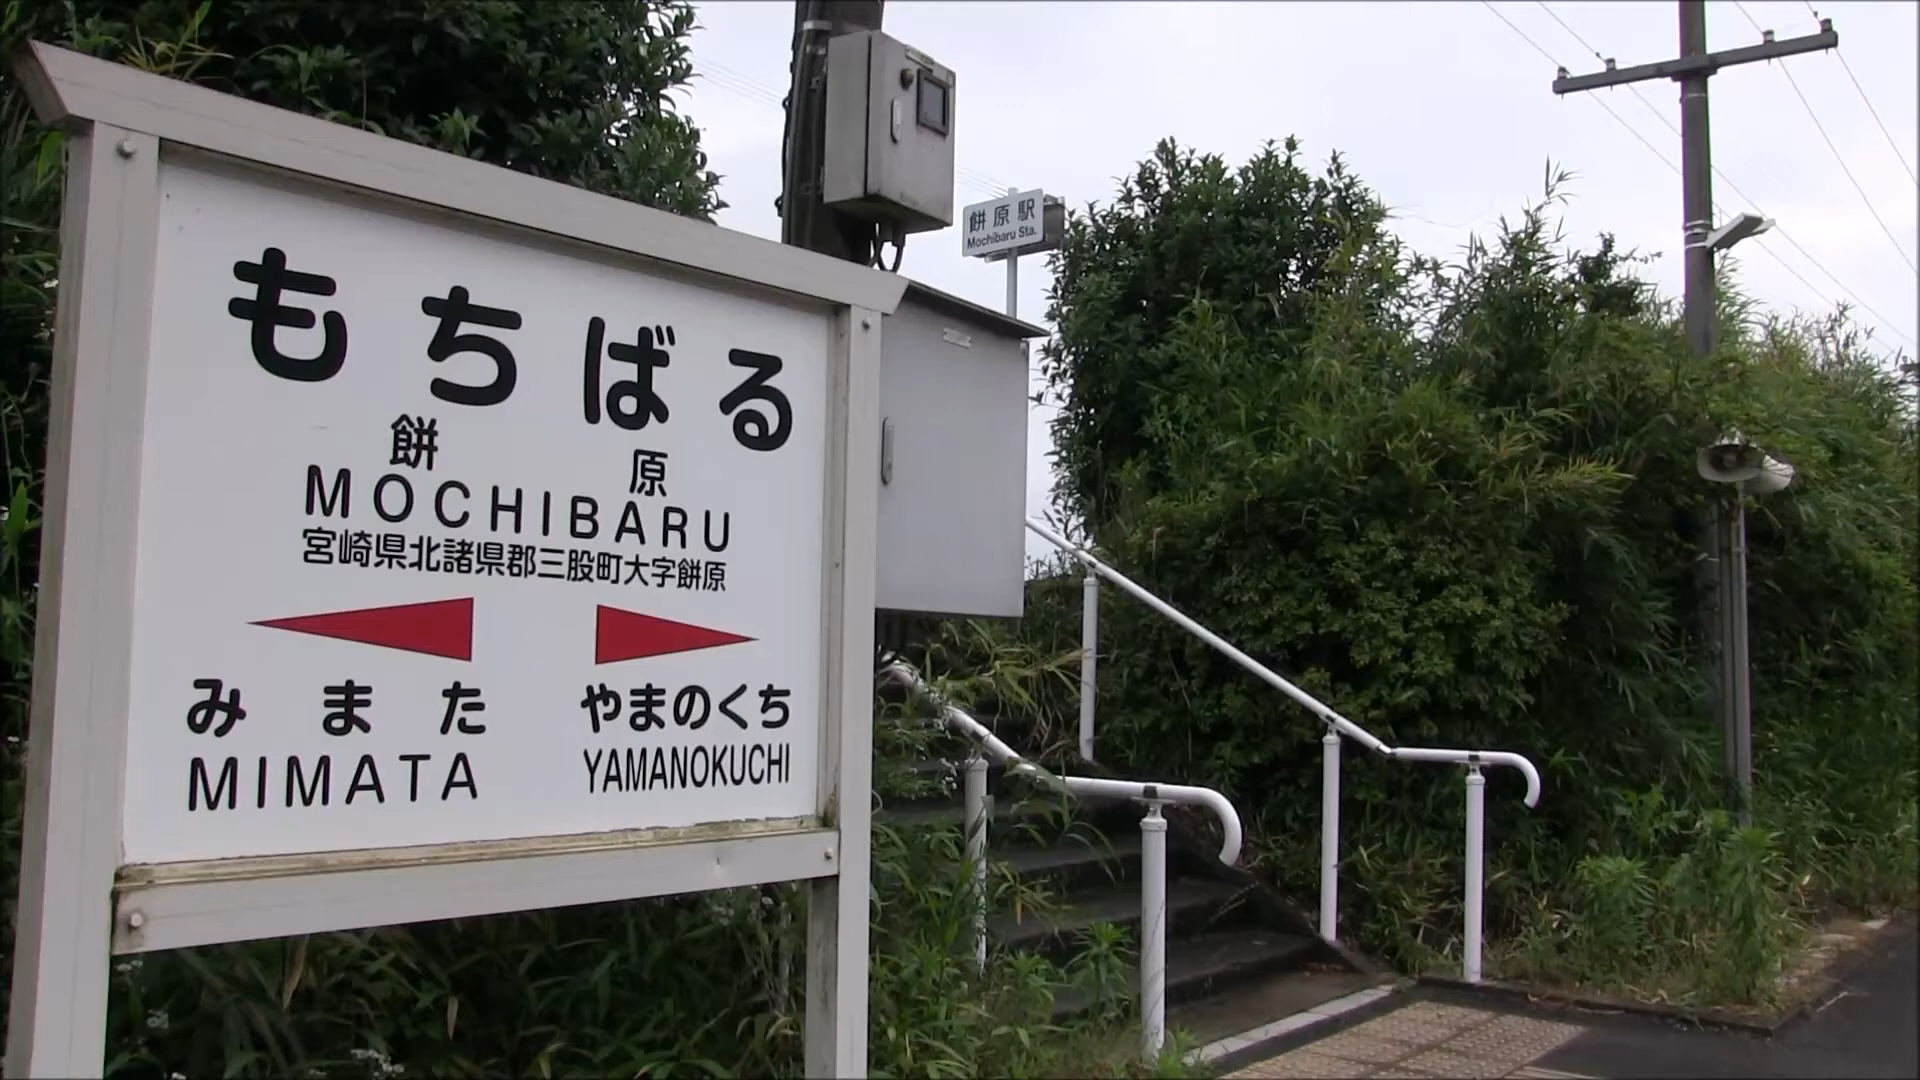 もちばる
餅原
MOCHIBARU
宮崎県北諸県郡三股町大字餅原
みまた
MIMATA
やまのくち
YAMANOKUCHI
餅原駅
Mochibaru Sta.